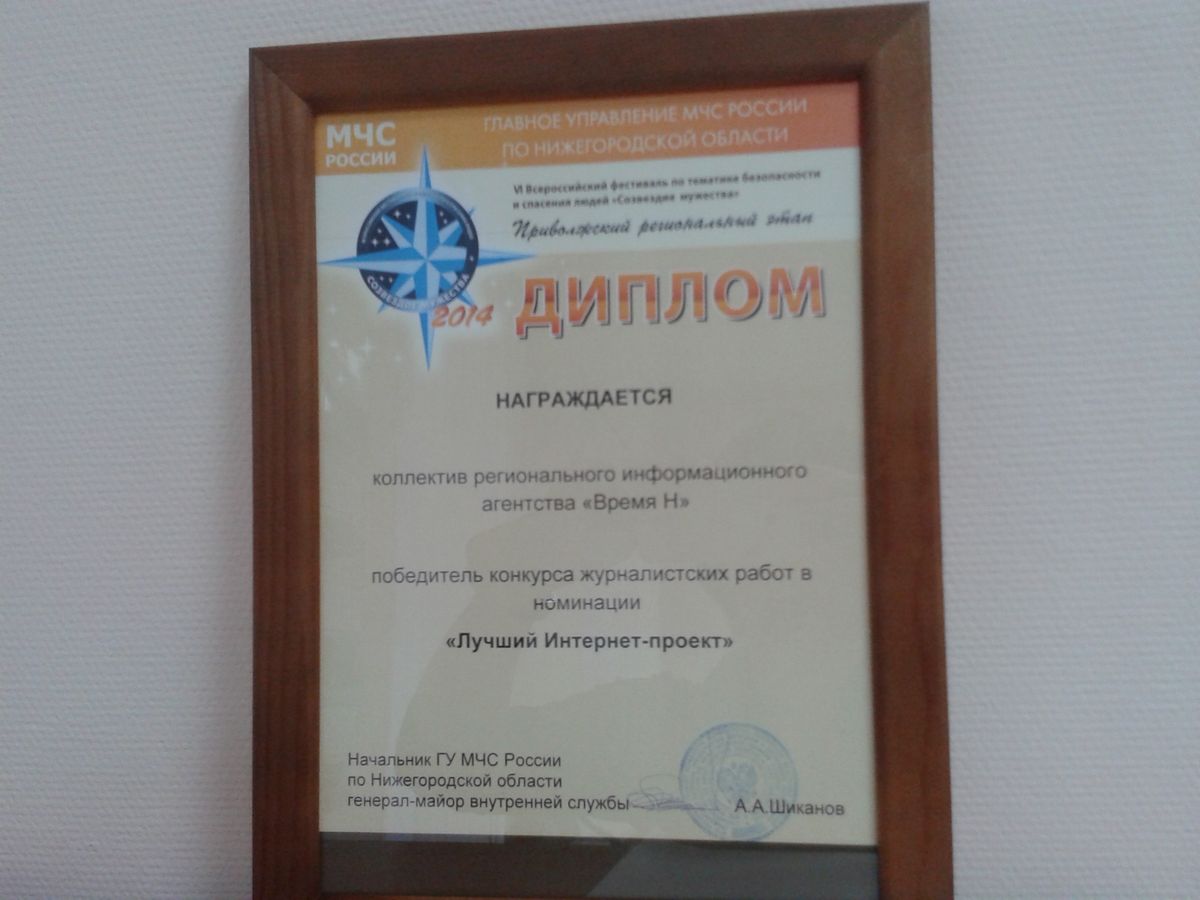 МЧС
РОССИИ
ГЛАВНОЕ УПРАВЛЕНИЕ МЧС РОССИИ
ПО НИЖЕГОРОДСКОЙ ОБЛАСТИ
VI Всероссийский фестиваль по тематике безопасности
и спасения людей «Созвездие мужества»
Приволжский региональный этап
СОЗВЕЗДИЕ МУЖЕСТВА
2014
ДИПЛОМ
НАГРАЖДАЕТСЯ
коллектив регионального информационного
агентства «Время Н»
победитель конкурса журналистских работ в
номинации
«Лучший Интернет-проект»
Начальник ГУ МЧС России
по Нижегородской области
генерал-майор внутренней службы
А.А.Шиканов